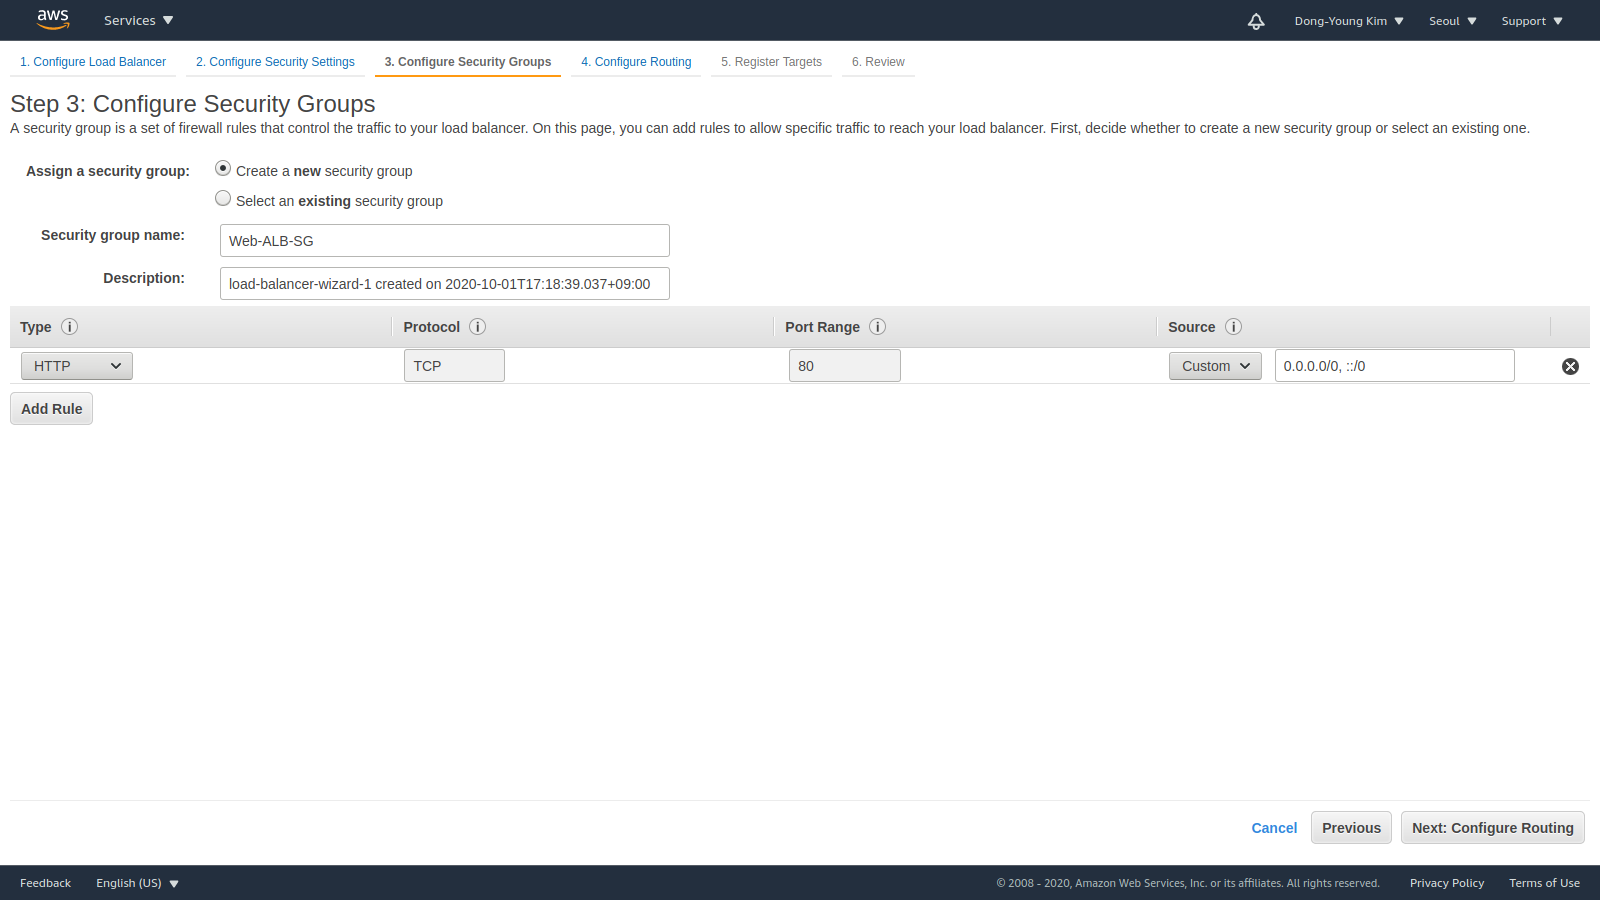 aws Services Dong-Young Kim Seoul Support
1. Configure Load Balancer 2. Configure Security Settings 3. Configure Security Groups 4. Configure Routing 5. Register Targets 6. Review
Step 3: Configure Security Groups
A security group is a set of firewall rules that control the traffic to your load balancer. On this page, you can add rules to allow specific traffic to reach your load balancer. First, decide whether to create a new security group or select an existing one.
Assign a security group: Create a new security group
Select an existing security group
Security group name: Web-ALB-SG
Description: load-balancer-wizard-1 created on 2020-10-01T17:18:39.037+09:00
Type i Protocol i Port Range i Source i
HTTP TCP 80 Custom 0.0.0.0/0, ::/0
Add Rule
Cancel Previous Next: Configure Routing
Feedback English (US) © 2008 - 2020, Amazon Web Services, Inc. or its affiliates. All rights reserved. Privacy Policy Terms of Use